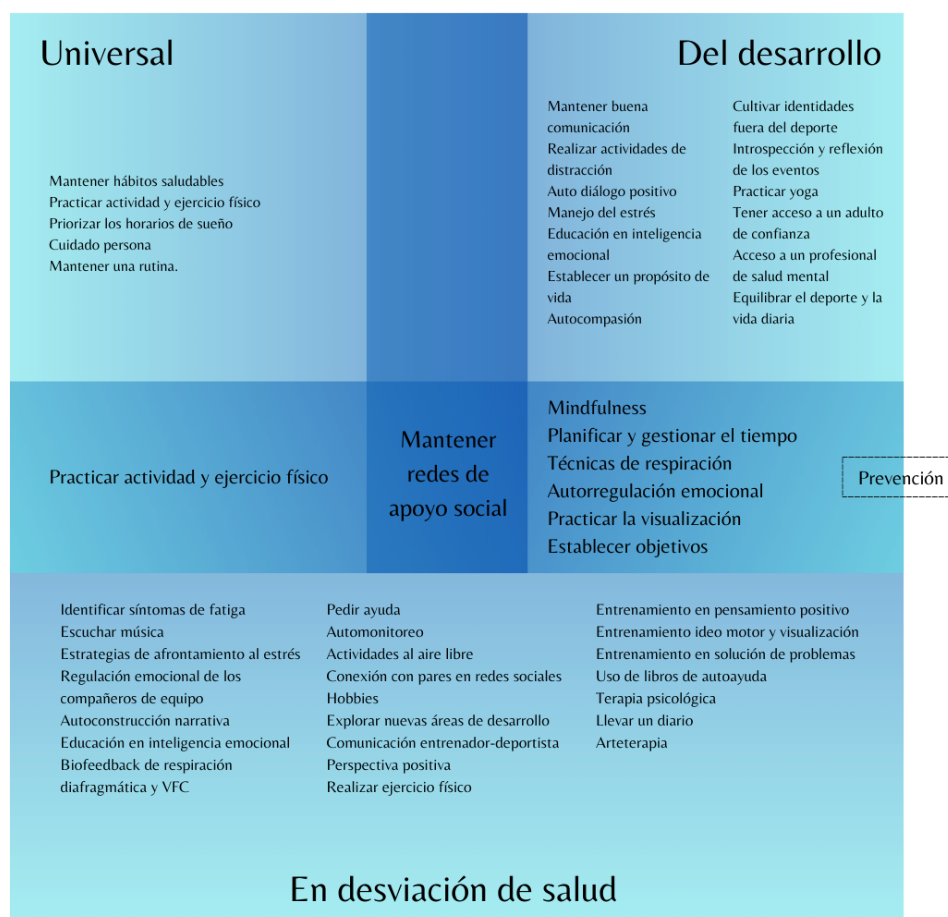 Universal
Mantener hábitos saludables
Practicar actividad y ejercicio físico
Priorizar los horarios de sueño
Cuidado persona
Mantener una rutina.
Del desarrollo
Mantener buena
comunicación
Realizar actividades de
distracción
Auto diálogo positivo
Manejo del estrés
Educación en inteligencia
emocional
Establecer un propósito de
vida
Autocompasión
Cultivar identidades
fuera del deporte
Introspección y reflexión
de los eventos
Practicar yoga
Tener acceso a un adulto
de confianza
Acceso a un profesional
de salud mental
Equilibrar el deporte y la
vida diaria
Practicar actividad y ejercicio físico
Mantener
redes de
apoyo social
Mindfulness
Planificar y gestionar el tiempo
Técnicas de respiración
Autorregulación emocional
Practicar la visualización
Establecer objetivos
Prevención
Identificar síntomas de fatiga
Escuchar música
Estrategias de afrontamiento al estrés
Regulación emocional de los
compañeros de equipo
Autoconstrucción narrativa
Educación en inteligencia emocional
Biofeedback de respiración
diafragmática y VFC
Pedir ayuda
Automonitoreo
Actividades al aire libre
Conexión con pares en redes sociales
Hobbies
Explorar nuevas áreas de desarrollo
Comunicación entrenador-deportista
Perspectiva positiva
Realizar ejercicio físico
Entrenamiento en pensamiento positivo
Entrenamiento ideo motor y visualización
Entrenamiento en solución de problemas
Uso de libros de autoayuda
Terapia psicológica
Llevar un diario
Arteterapia
En desviación de salud